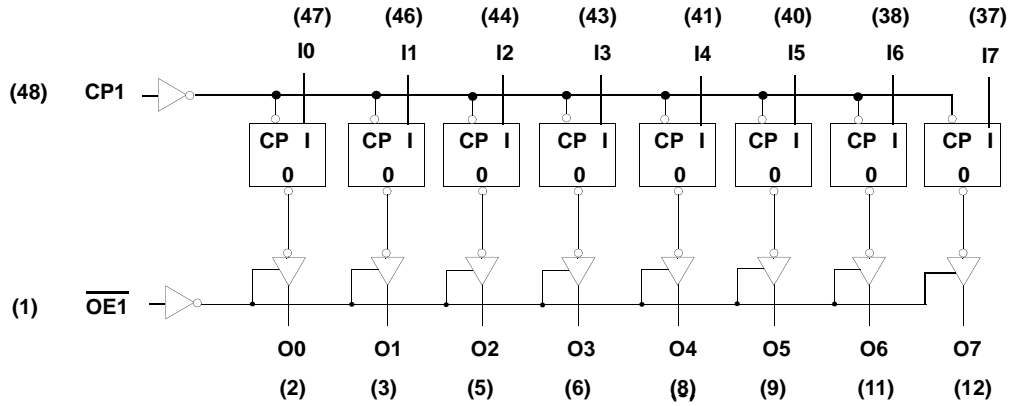 (47) (46) (44) (43) (41) (40) (38) (37)
I0 I1 I2 I3 I4 I5 I6 I7
(48) CP1
CP I CP I CP I CP I CP I CP I CP I CP I
0 0 0 0 0 0 0 0
(1) OE1
O0 O1 O2 O3 O4 O5 O6 O7
(2) (3) (5) (6) (8) (9) (11) (12)